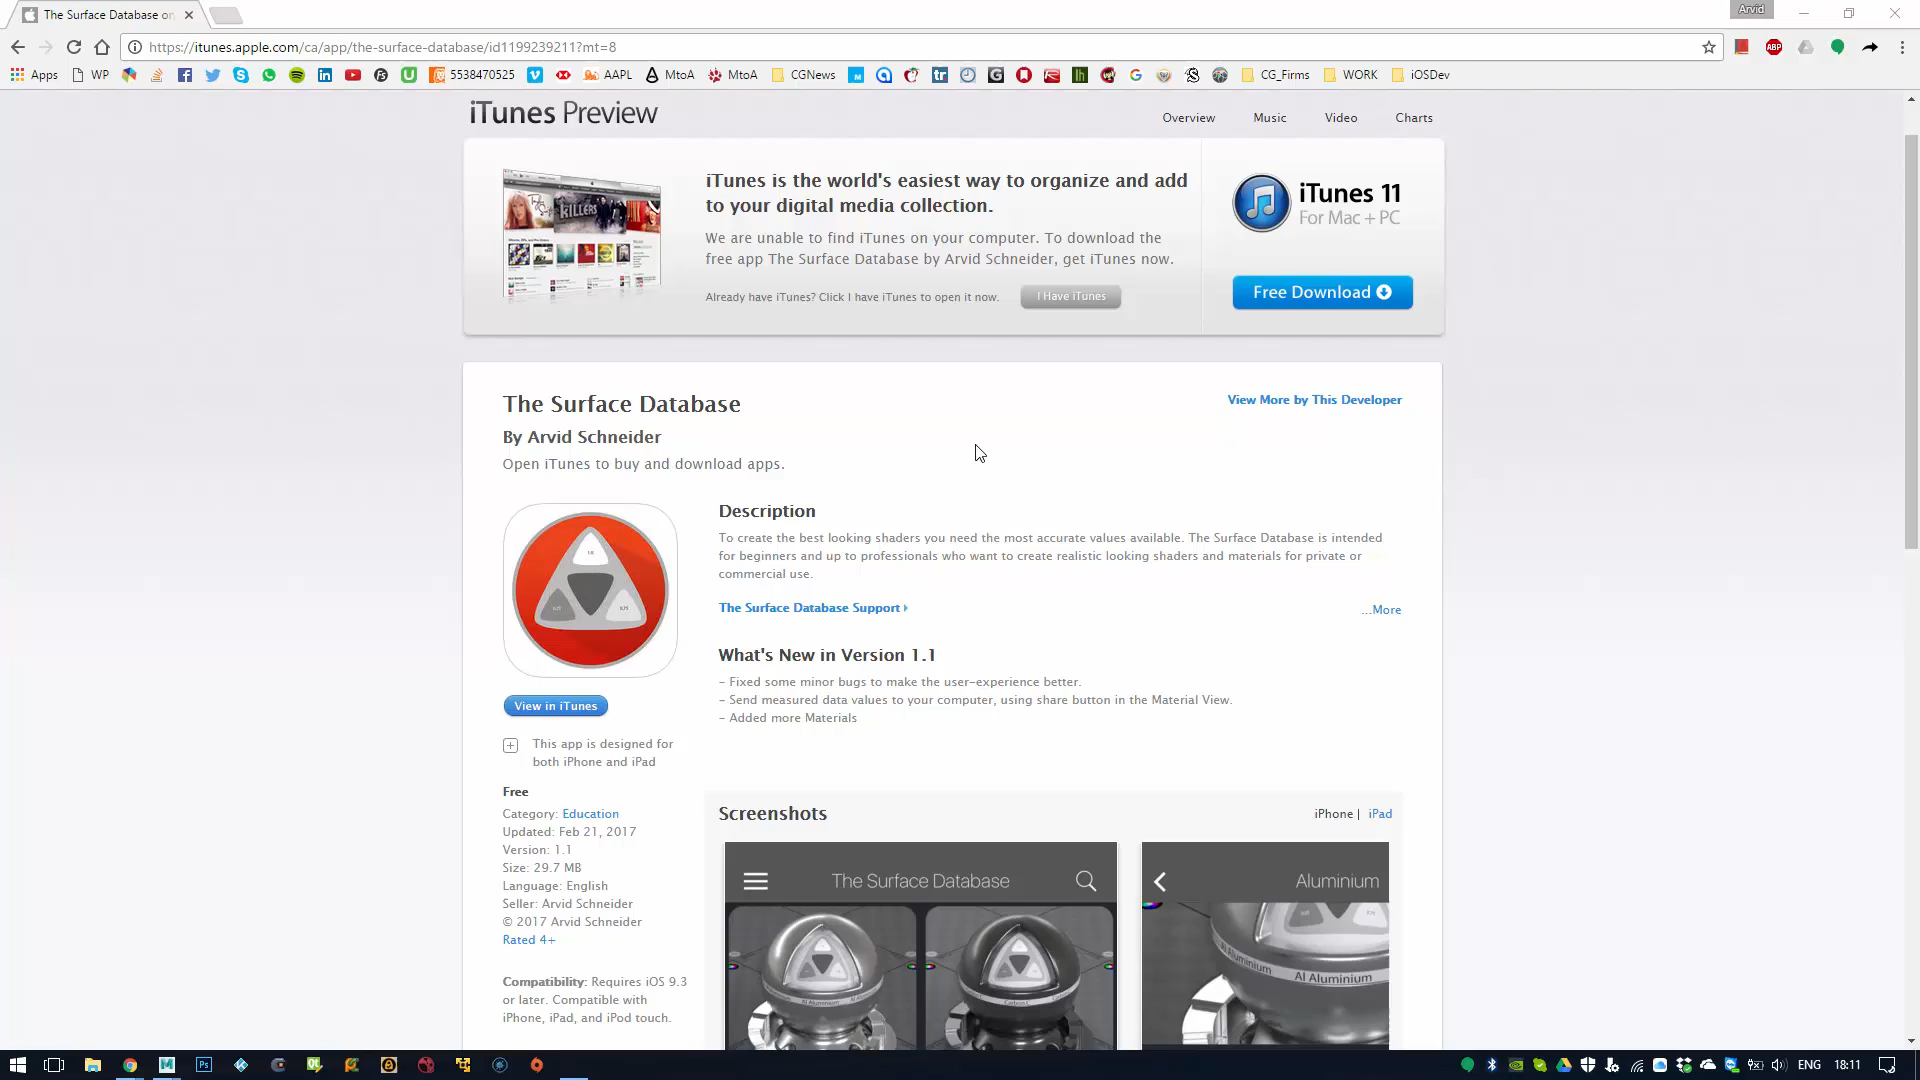 The Surface Database on
Arvid
https://itunes.apple.com/ca/app/the-surface-database/id1199239211?mt=8
ABP
Apps WP 5538470525 AAPL MtoA MtoA CGNews CG_Firms WORK iOSDev
iTunes Preview
Overview Music Video Charts
iTunes is the world's easiest way to organize and add
to your digital media collection.
We are unable to find iTunes on your computer. To download the
free app The Surface Database by Arvid Schneider, get iTunes now.
Already have iTunes? Click I have iTunes to open it now. I Have iTunes
KILLERS
iTunes 11
For Mac + PC
Free Download
The Surface Database
View More by This Developer
By Arvid Schneider
Open iTunes to buy and download apps.
Description
To create the best looking shaders you need the most accurate values available. The Surface Database is intended
for beginners and up to professionals who want to create realistic looking shaders and materials for private or
commercial use.
The Surface Database Support
...More
What's New in Version 1.1
- Fixed some minor bugs to make the user-experience better.
- Send measured data values to your computer, using share button in the Material View.
- Added more Materials
View in iTunes
This app is designed for
both iPhone and iPad
Free
Category: Education
Updated: Feb 21, 2017
Version: 1.1
Size: 29.7 MB
Language: English
Seller: Arvid Schneider
© 2017 Arvid Schneider
Rated 4+
Compatibility: Requires iOS 9.3
or later. Compatible with
iPhone, iPad, and iPod touch.
Screenshots
iPhone | iPad
The Surface Database
Aluminium
Al Aluminium
Carbon C
Al Aluminium
ENG 18:11